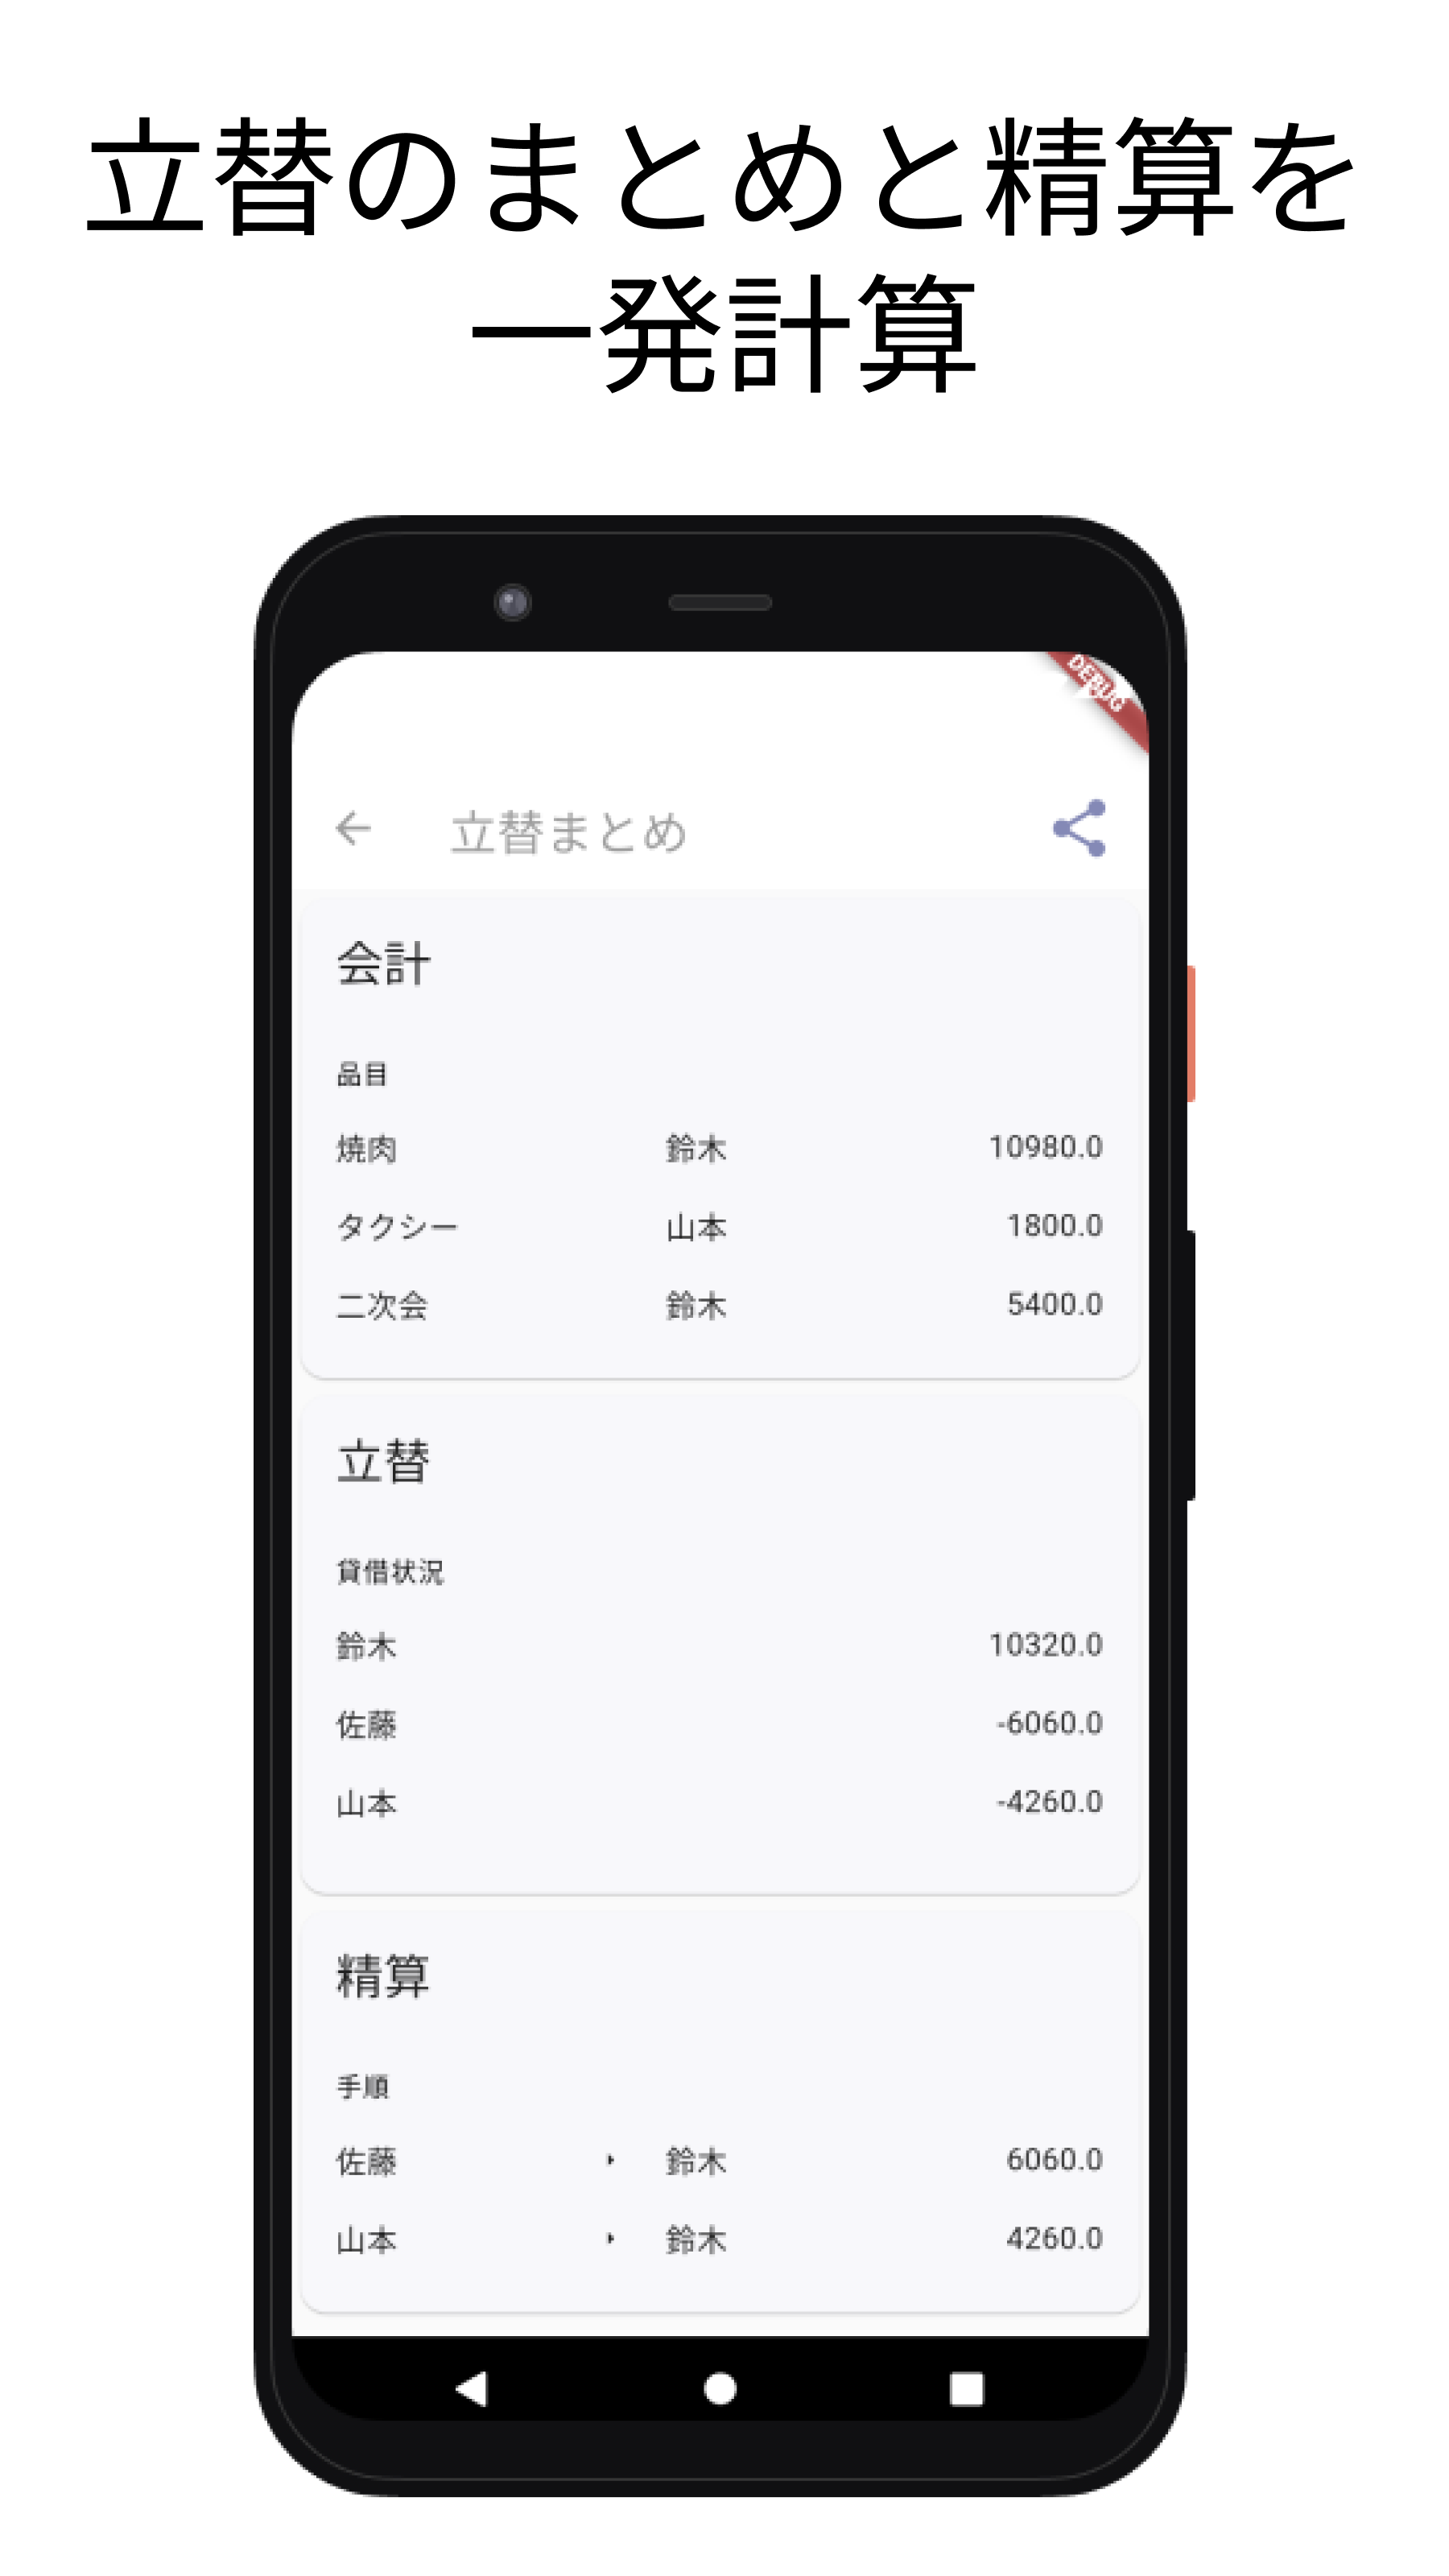 立替のまとめと精算を
一発計算
DEBUG
立替まとめ
会計
品目
焼肉 鈴木 10980.0
タクシー 山本 1800.0
二次会 鈴木 5400.0
立替
貸借状況
鈴木 10320.0
佐藤 -6060.0
山本 -4260.0
精算
手順
佐藤 鈴木 6060.0
山本 鈴木 4260.0